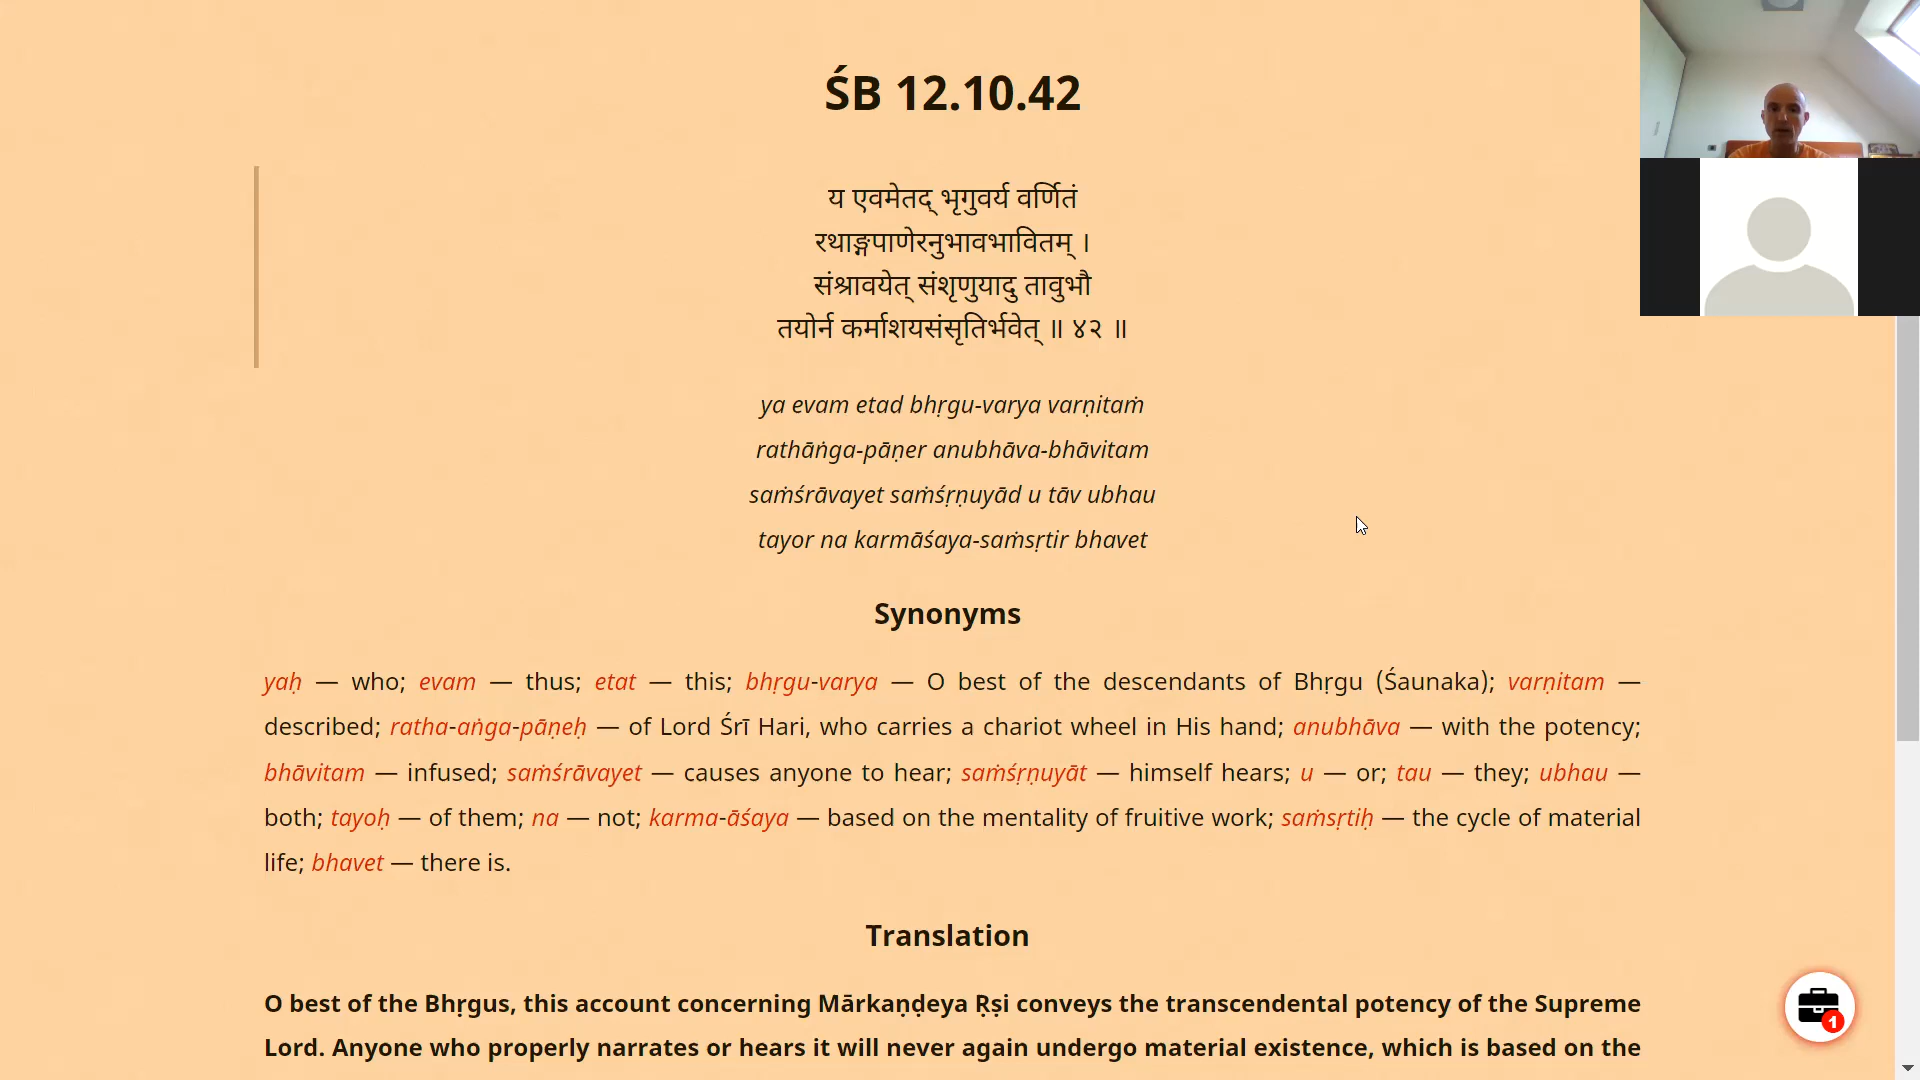 ŚB 12.10.42
य एवमेतद् भृगुवर्य वर्णितं
रथाङ्गपाणेरनुभावभावितम् ।
संश्रावयेत् संशृणुयादु तावुभौ
तयोर्न कर्माशयसंसृतिर्भवेत् ॥ ४२ ॥
ya evam etad bhṛgu-varya varṇitaṁ
rathāṅga-pāṇer anubhāva-bhāvitam
saṁśrāvayet saṁśṛṇuyād u tāv ubhau
tayor na karmāśaya-saṁsṛtir bhavet
Synonyms
yaḥ — who; evam — thus; etat — this; bhṛgu-varya — O best of the descendants of Bhṛgu (Śaunaka); varṇitam —
described; ratha-aṅga-pāṇeḥ — of Lord Śrī Hari, who carries a chariot wheel in His hand; anubhāva — with the potency;
bhāvitam — infused; saṁśrāvayet — causes anyone to hear; saṁśṛṇuyāt — himself hears; u — or; tau — they; ubhau —
both; tayoḥ — of them; na — not; karma-āśaya — based on the mentality of fruitive work; saṁsṛtiḥ — the cycle of material
life; bhavet — there is.
Translation
O best of the Bhṛgus, this account concerning Mārkaṇḍeya Ṛṣi conveys the transcendental potency of the Supreme
Lord. Anyone who properly narrates or hears it will never again undergo material existence, which is based on the
1